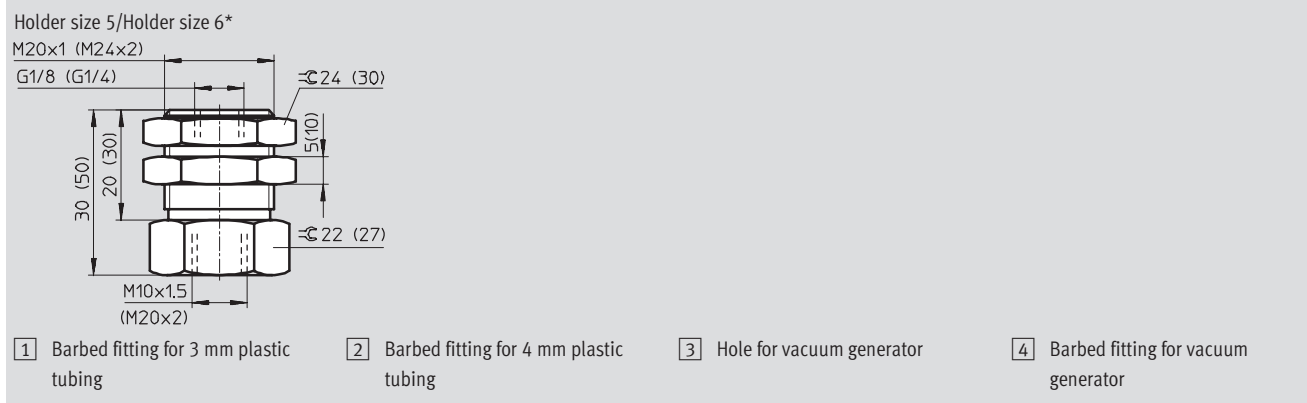 Holder size 5/Holder size 6*
M20x1 (M24x2)
G1/8 (G1/4)
24 (30)
5(10)
20 (30)
30 (50)
22 (27)
M10x1.5
(M20x2)
1 Barbed fitting for 3 mm plastic tubing
2 Barbed fitting for 4 mm plastic tubing
3 Hole for vacuum generator
4 Barbed fitting for vacuum generator